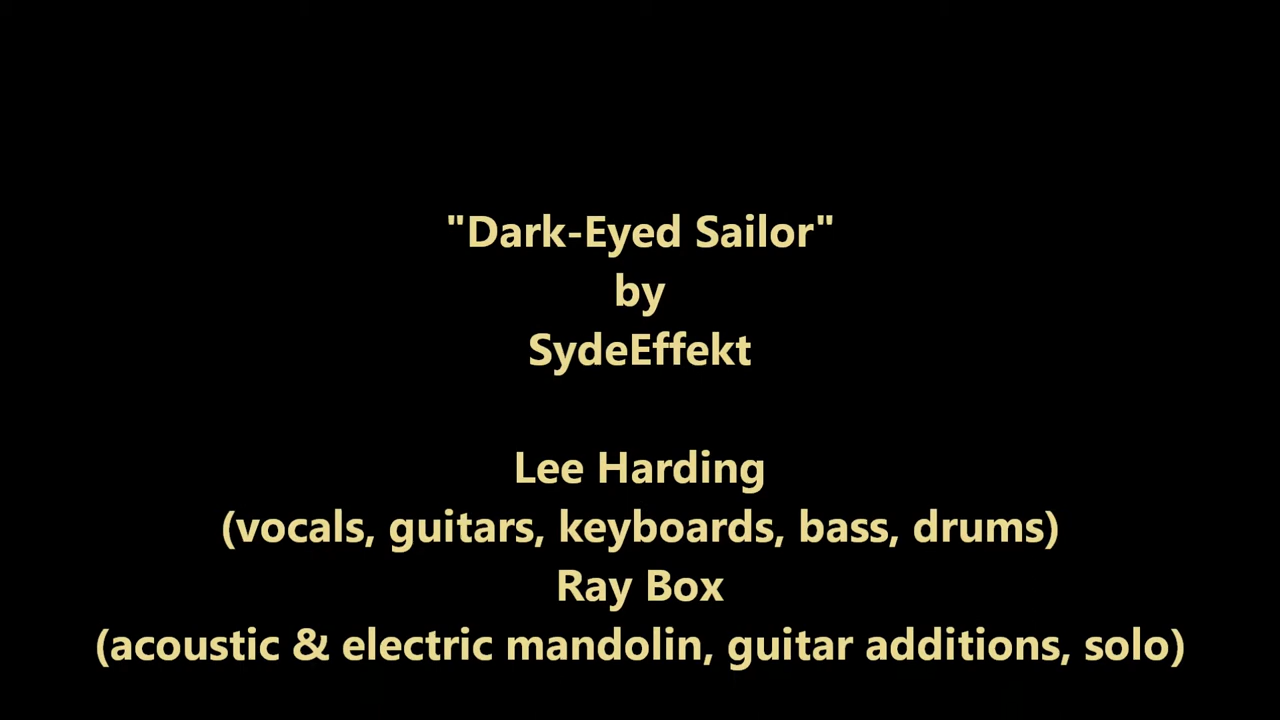 "Dark-Eyed Sailor"
by
SydeEffekt
Lee Harding
(vocals, guitars, keyboards, bass, drums)
Ray Box
(acoustic & electric mandolin, guitar additions, solo)